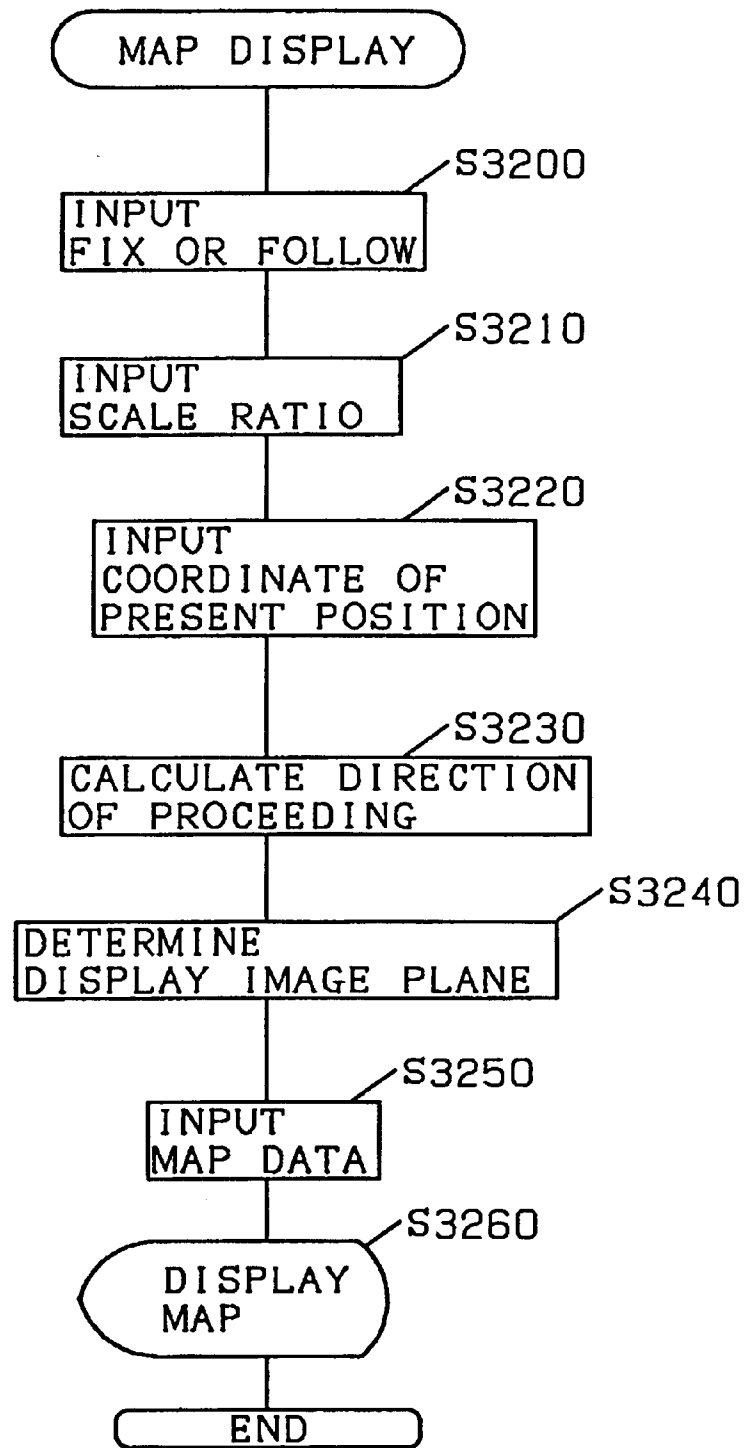 MAP DISPLAY
S3200
INPUT
FIX OR FOLLOW
S3210
INPUT
SCALE RATIO
S3220
INPUT
COORDINATE OF
PRESENT POSITION
S3230
CALCULATE DIRECTION
OF PROCEEDING
S3240
DETERMINE
DISPLAY IMAGE PLANE
S3250
INPUT
MAP DATA
S3260
DISPLAY
MAP
END